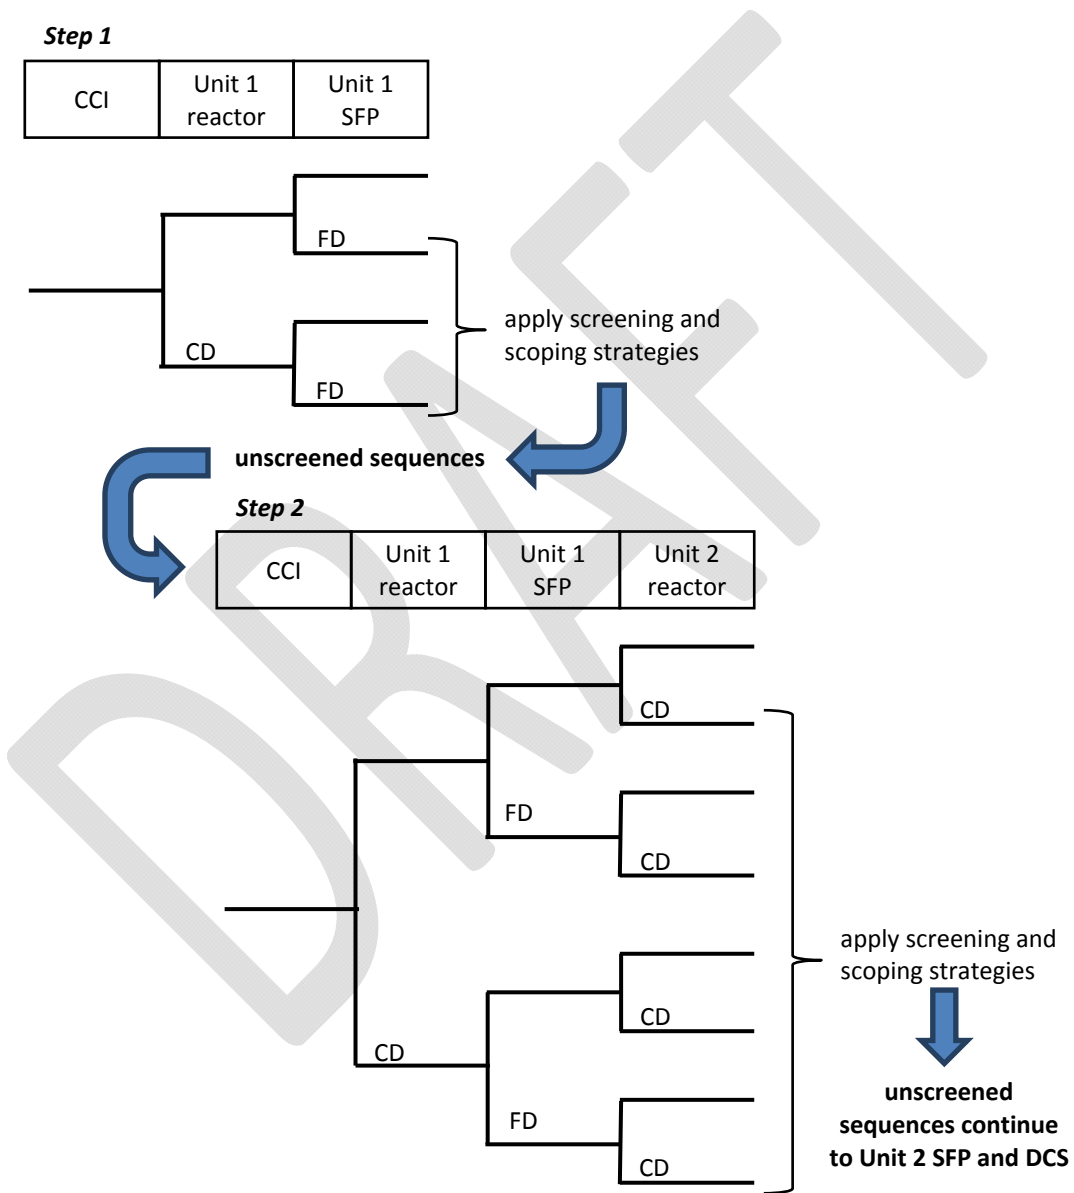 Step 1
CCI
Unit 1
reactor
Unit 1
SFP
FD
CD
FD
apply screening and
scoping strategies
unscreened sequences
Step 2
CCI
Unit 1
reactor
Unit 1
SFP
Unit 2
reactor
CD
FD
CD
CD
CD
FD
CD
apply screening and
scoping strategies
unscreened
sequences continue
to Unit 2 SFP and DCS
DRAFT